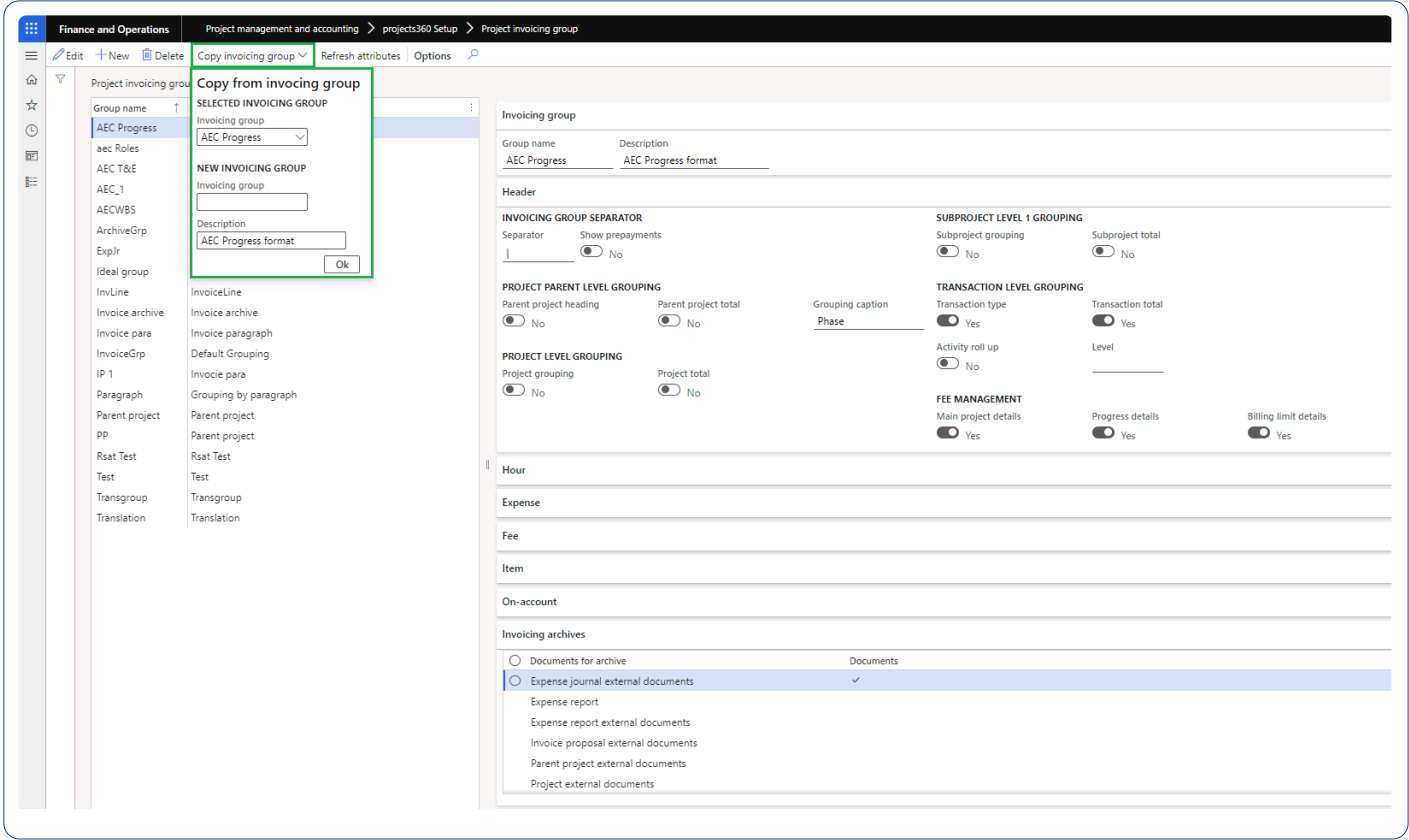 Finance and Operations Project management and accounting > projects360 Setup > Project invoicing group
Edit New Delete Copy invoicing group Refresh attributes Options
Project invoicing grou
Copy from invocing group
SELECTED INVOICING GROUP
Invoicing group
AEC Progress
NEW INVOICING GROUP
Invoicing group
Description
AEC Progress format
Ok
Group name ↑
AEC Progress
aec Roles
AEC T&E
AEC_1
AECWBS
ArchiveGrp
ExpJr
Ideal group
InvLine InvoiceLine
Invoice archive Invoice archive
Invoice para Invoice paragraph
InvoiceGrp Default Grouping
IP 1 Invocie para
Paragraph Grouping by paragraph
Parent project Parent project
PP Parent project
Rsat Test Rsat Test
Test Test
Transgroup Transgroup
Translation Translation
Invoicing group
Group name Description
AEC Progress AEC Progress format
Header
INVOICING GROUP SEPARATOR
Separator Show prepayments
| No
PROJECT PARENT LEVEL GROUPING
Parent project heading Parent project total Grouping caption
No No Phase
PROJECT LEVEL GROUPING
Project grouping Project total
No No
SUBPROJECT LEVEL 1 GROUPING
Subproject grouping Subproject total
No No
TRANSACTION LEVEL GROUPING
Transaction type Transaction total
Yes Yes
Activity roll up Level
No
FEE MANAGEMENT
Main project details Progress details Billing limit details
Yes Yes Yes
Hour
Expense
Fee
Item
On-account
Invoicing archives
Documents for archive Documents
Expense journal external documents ✓
Expense report
Expense report external documents
Invoice proposal external documents
Parent project external documents
Project external documents